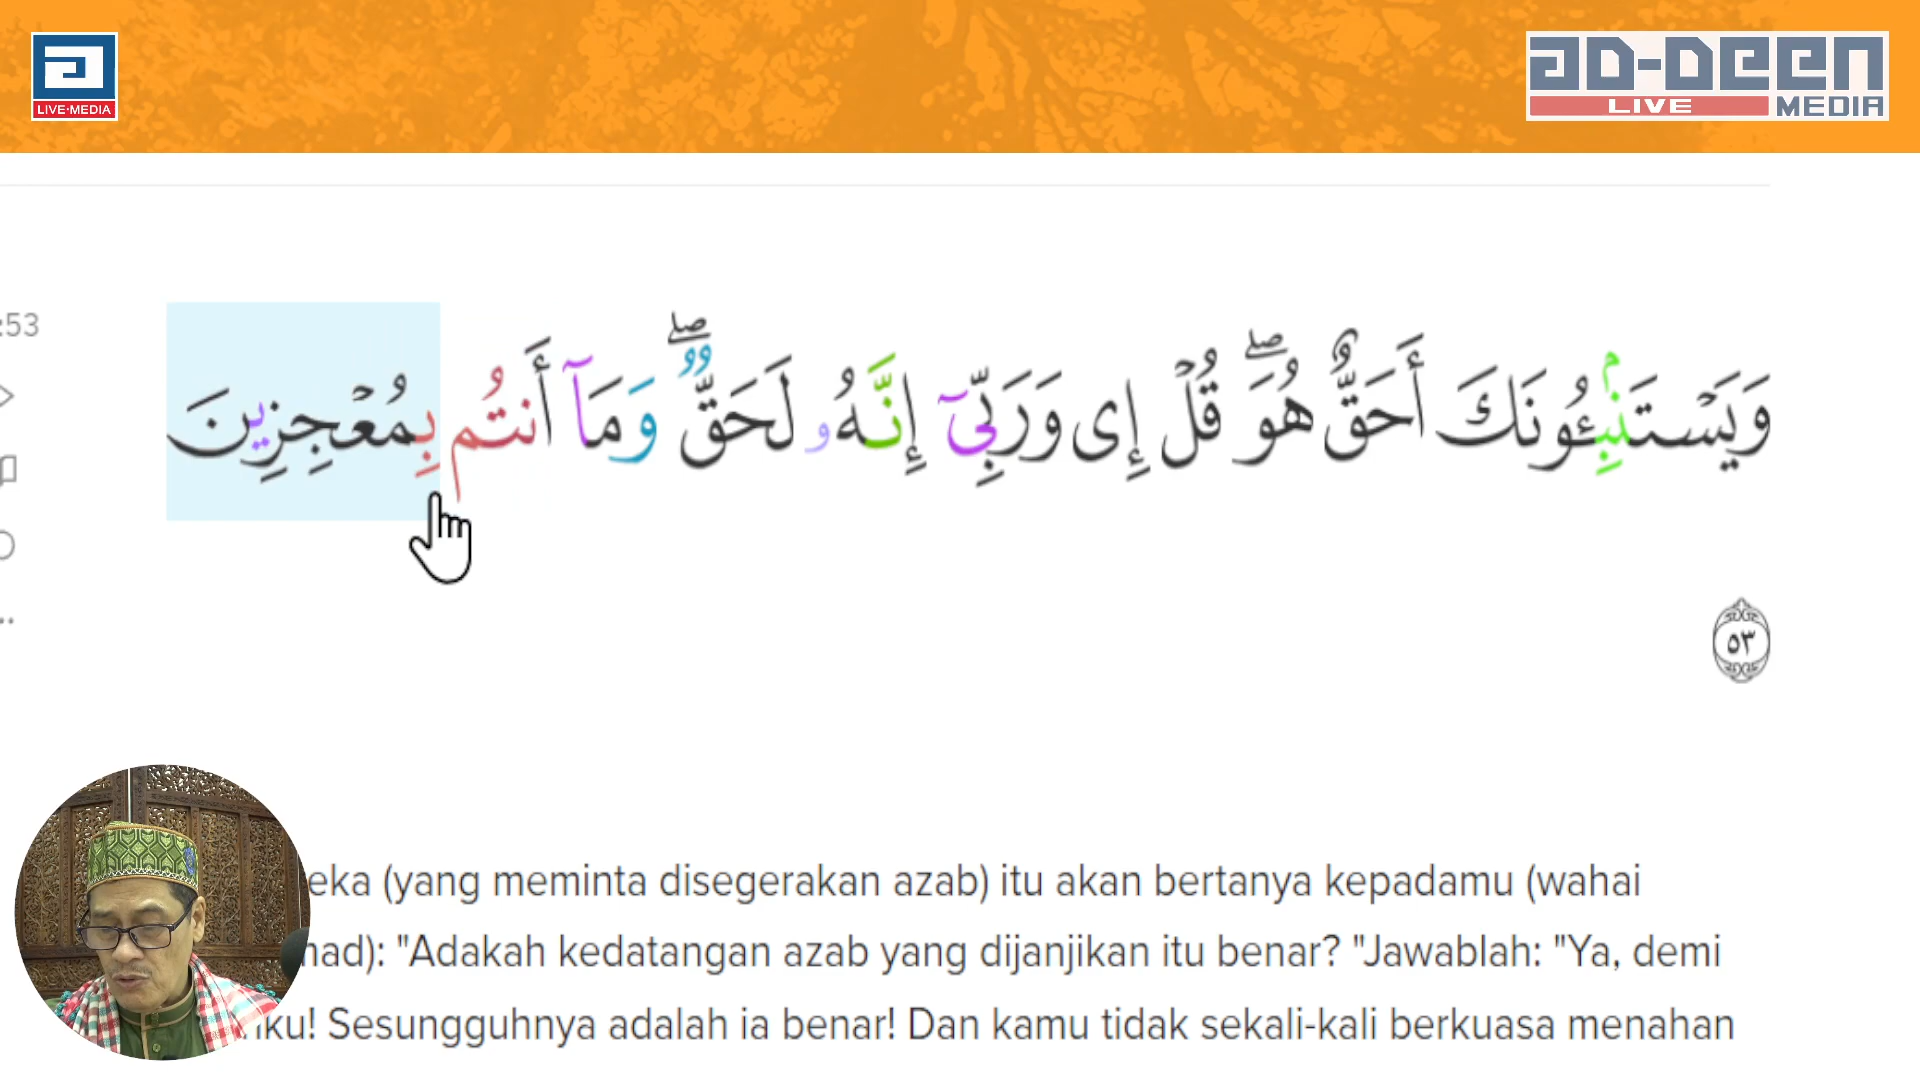 LIVE·MEDIA
AD-DEEN
LIVE MEDIA
:53
وَيَسْتَنۢبِـُٔونَكَ أَحَقٌّ هُوَ ۖ قُلْ إِى وَرَبِّىٓ إِنَّهُۥ لَحَقٌّ ۖ وَمَآ أَنتُم بِمُعْجِزِينَ
٥٣
eka (yang meminta disegerakan azab) itu akan bertanya kepadamu (wahai
mad): "Adakah kedatangan azab yang dijanjikan itu benar? "Jawablah: "Ya, demi
ku! Sesungguhnya adalah ia benar! Dan kamu tidak sekali-kali berkuasa menahan